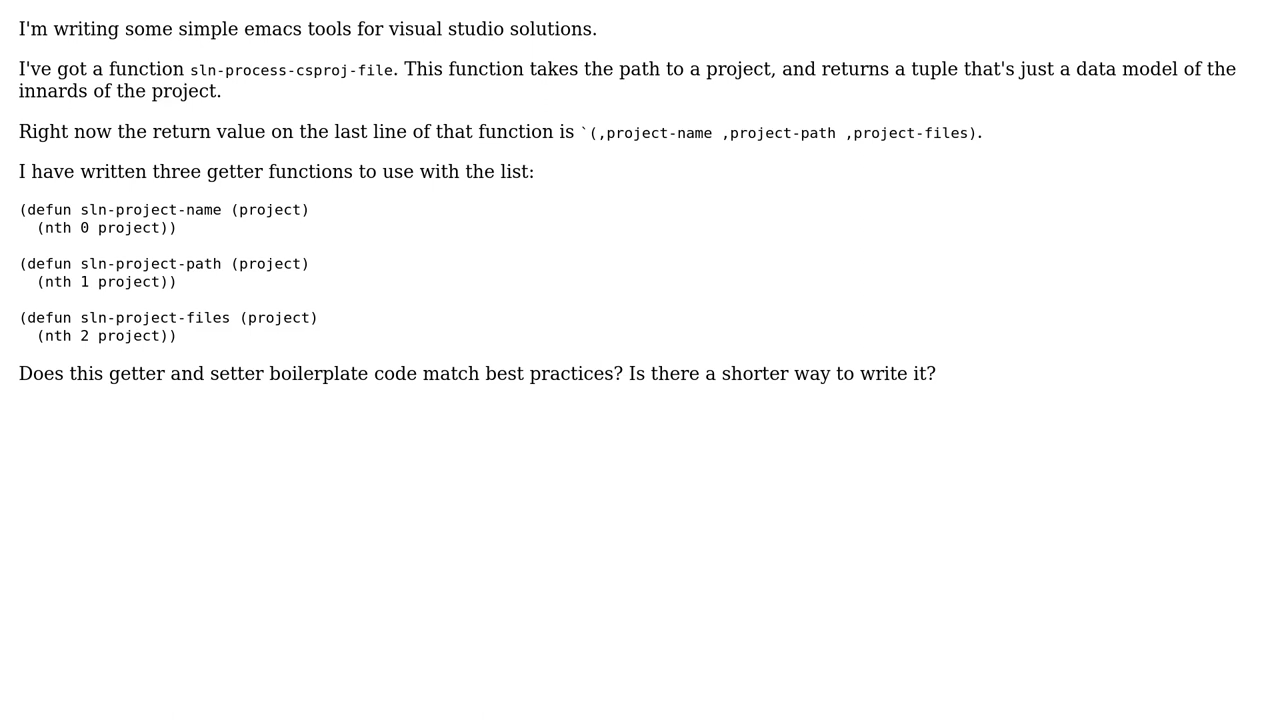 I'm writing some simple emacs tools for visual studio solutions.
I've got a function sln-process-csproj-file. This function takes the path to a project, and returns a tuple that's just a data model of the
innards of the project.
Right now the return value on the last line of that function is `(,project-name ,project-path ,project-files).
I have written three getter functions to use with the list:
(defun sln-project-name (project)
  (nth 0 project))
(defun sln-project-path (project)
  (nth 1 project))
(defun sln-project-files (project)
  (nth 2 project))
Does this getter and setter boilerplate code match best practices? Is there a shorter way to write it?